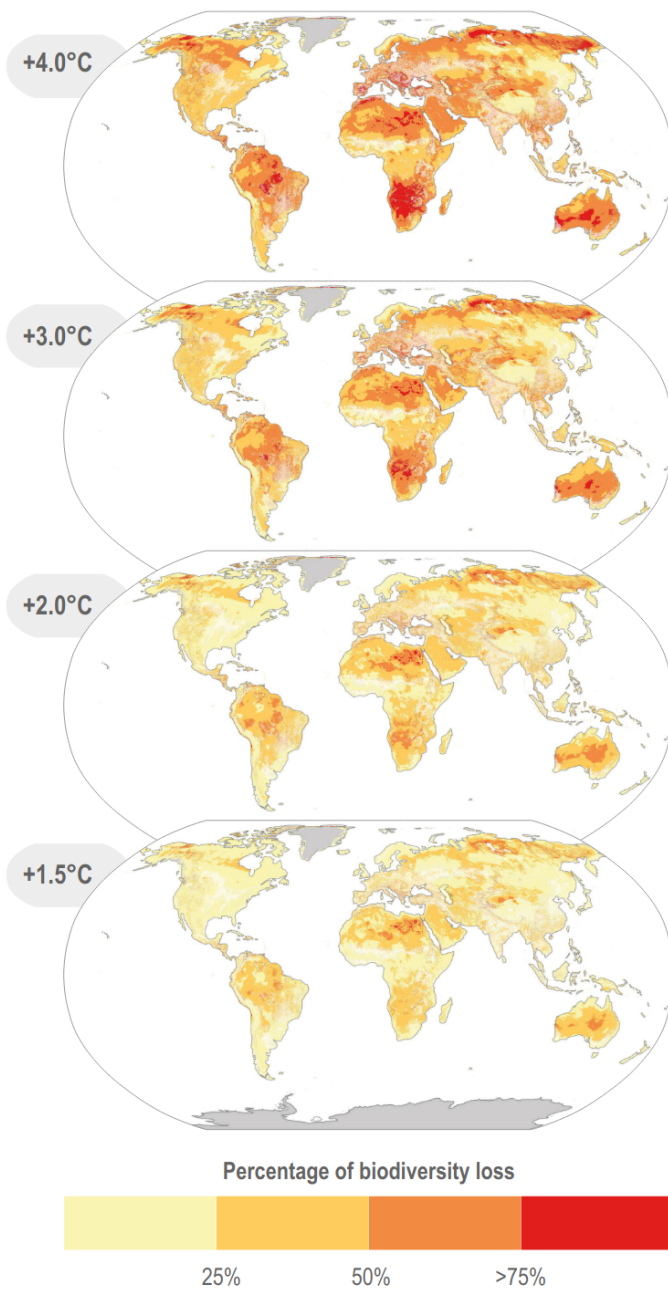 +4.0°C
+3.0°C
+2.0°C
+1.5°C
Percentage of biodiversity loss
25% 50% >75%